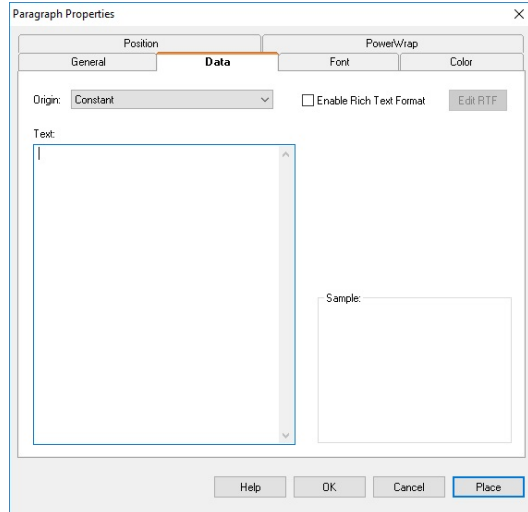 Paragraph Properties
Position PowerWrap
General Data Font Color
Origin: Constant Enable Rich Text Format Edit RTF
Text:
Sample:
Help OK Cancel Place